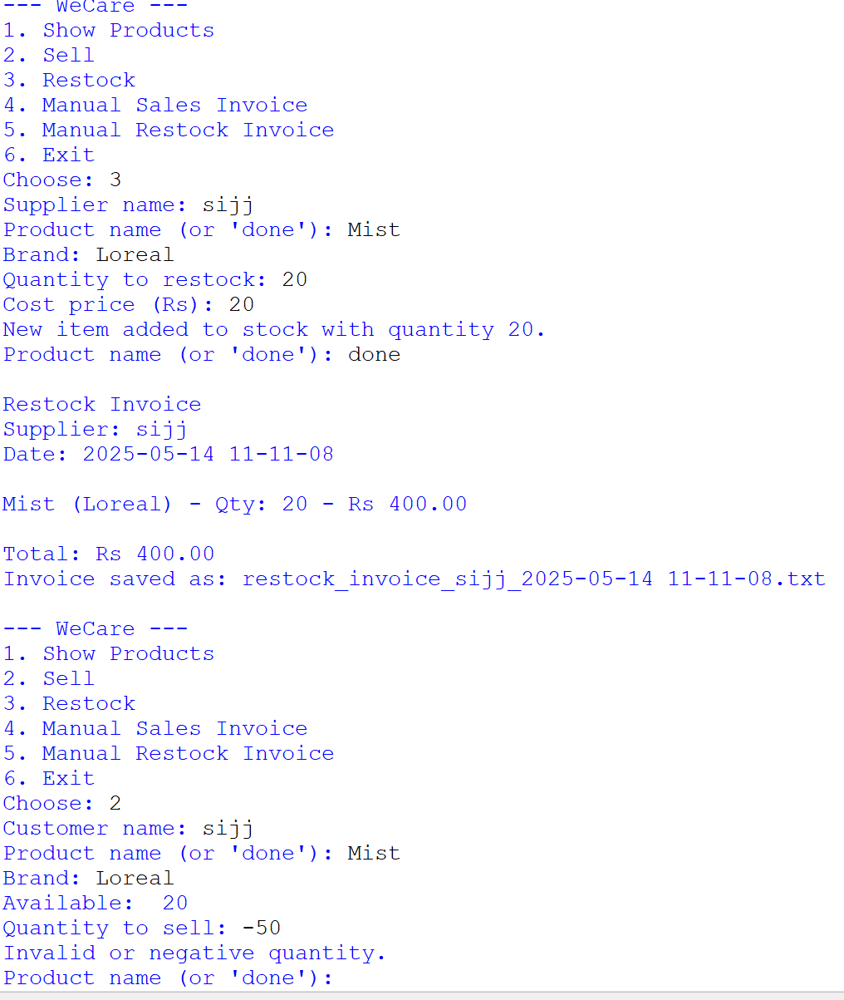 --- WeCare ---
1. Show Products
2. Sell
3. Restock
4. Manual Sales Invoice
5. Manual Restock Invoice
6. Exit
Choose: 3
Supplier name: sijj
Product name (or 'done'): Mist
Brand: Loreal
Quantity to restock: 20
Cost price (Rs): 20
New item added to stock with quantity 20.
Product name (or 'done'): done
Restock Invoice
Supplier: sijj
Date: 2025-05-14 11-11-08
Mist (Loreal) - Qty: 20 - Rs 400.00
Total: Rs 400.00
Invoice saved as: restock_invoice_sijj_2025-05-14 11-11-08.txt
--- WeCare ---
1. Show Products
2. Sell
3. Restock
4. Manual Sales Invoice
5. Manual Restock Invoice
6. Exit
Choose: 2
Customer name: sijj
Product name (or 'done'): Mist
Brand: Loreal
Available:  20
Quantity to sell: -50
Invalid or negative quantity.
Product name (or 'done'):